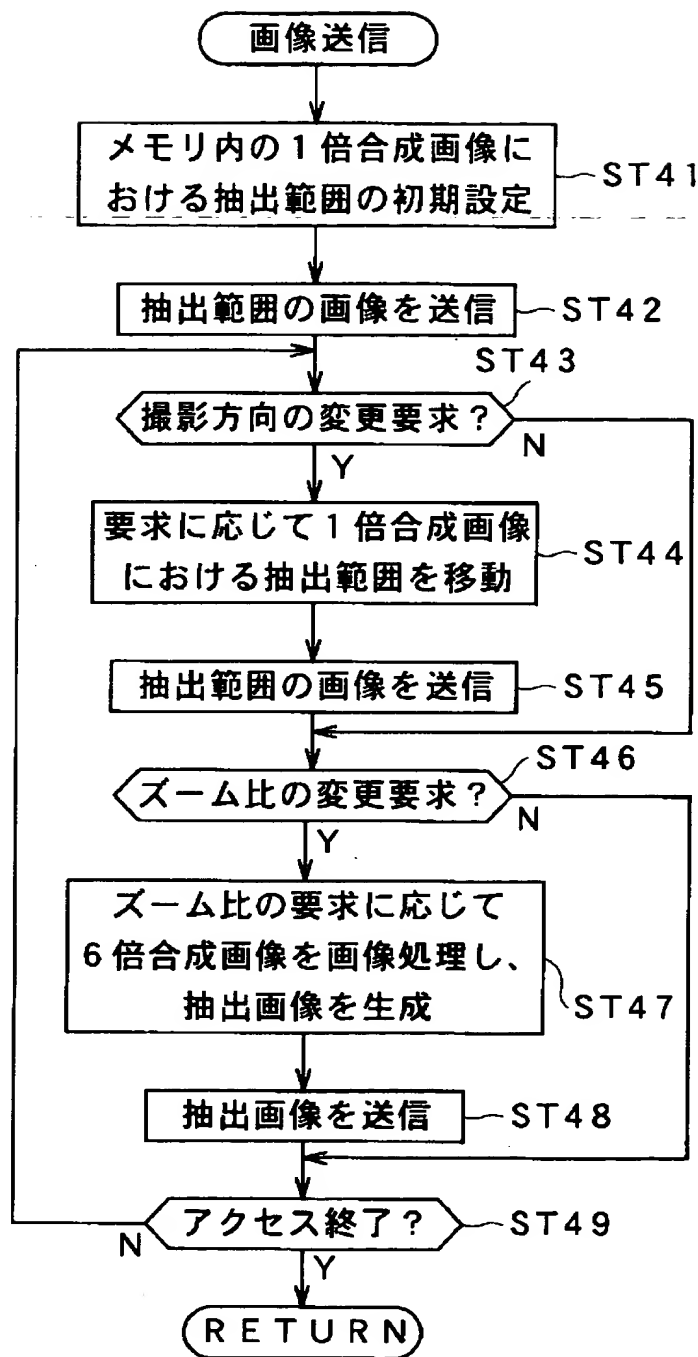 画像送信
メモリ内の1倍合成画像に
おける抽出範囲の初期設定
ST41
抽出範囲の画像を送信
ST42
ST43
撮影方向の変更要求?
N
Y
要求に応じて1倍合成画像
における抽出範囲を移動
ST44
抽出範囲の画像を送信
ST45
ST46
ズーム比の変更要求?
N
Y
ズーム比の要求に応じて
6倍合成画像を画像処理し、
抽出画像を生成
ST47
抽出画像を送信
ST48
アクセス終了?
ST49
N
Y
RETURN